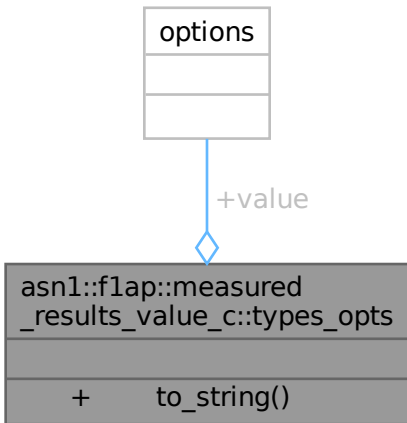 options
+value
asn1::f1ap::measured
_results_value_c::types_opts
+ to_string()